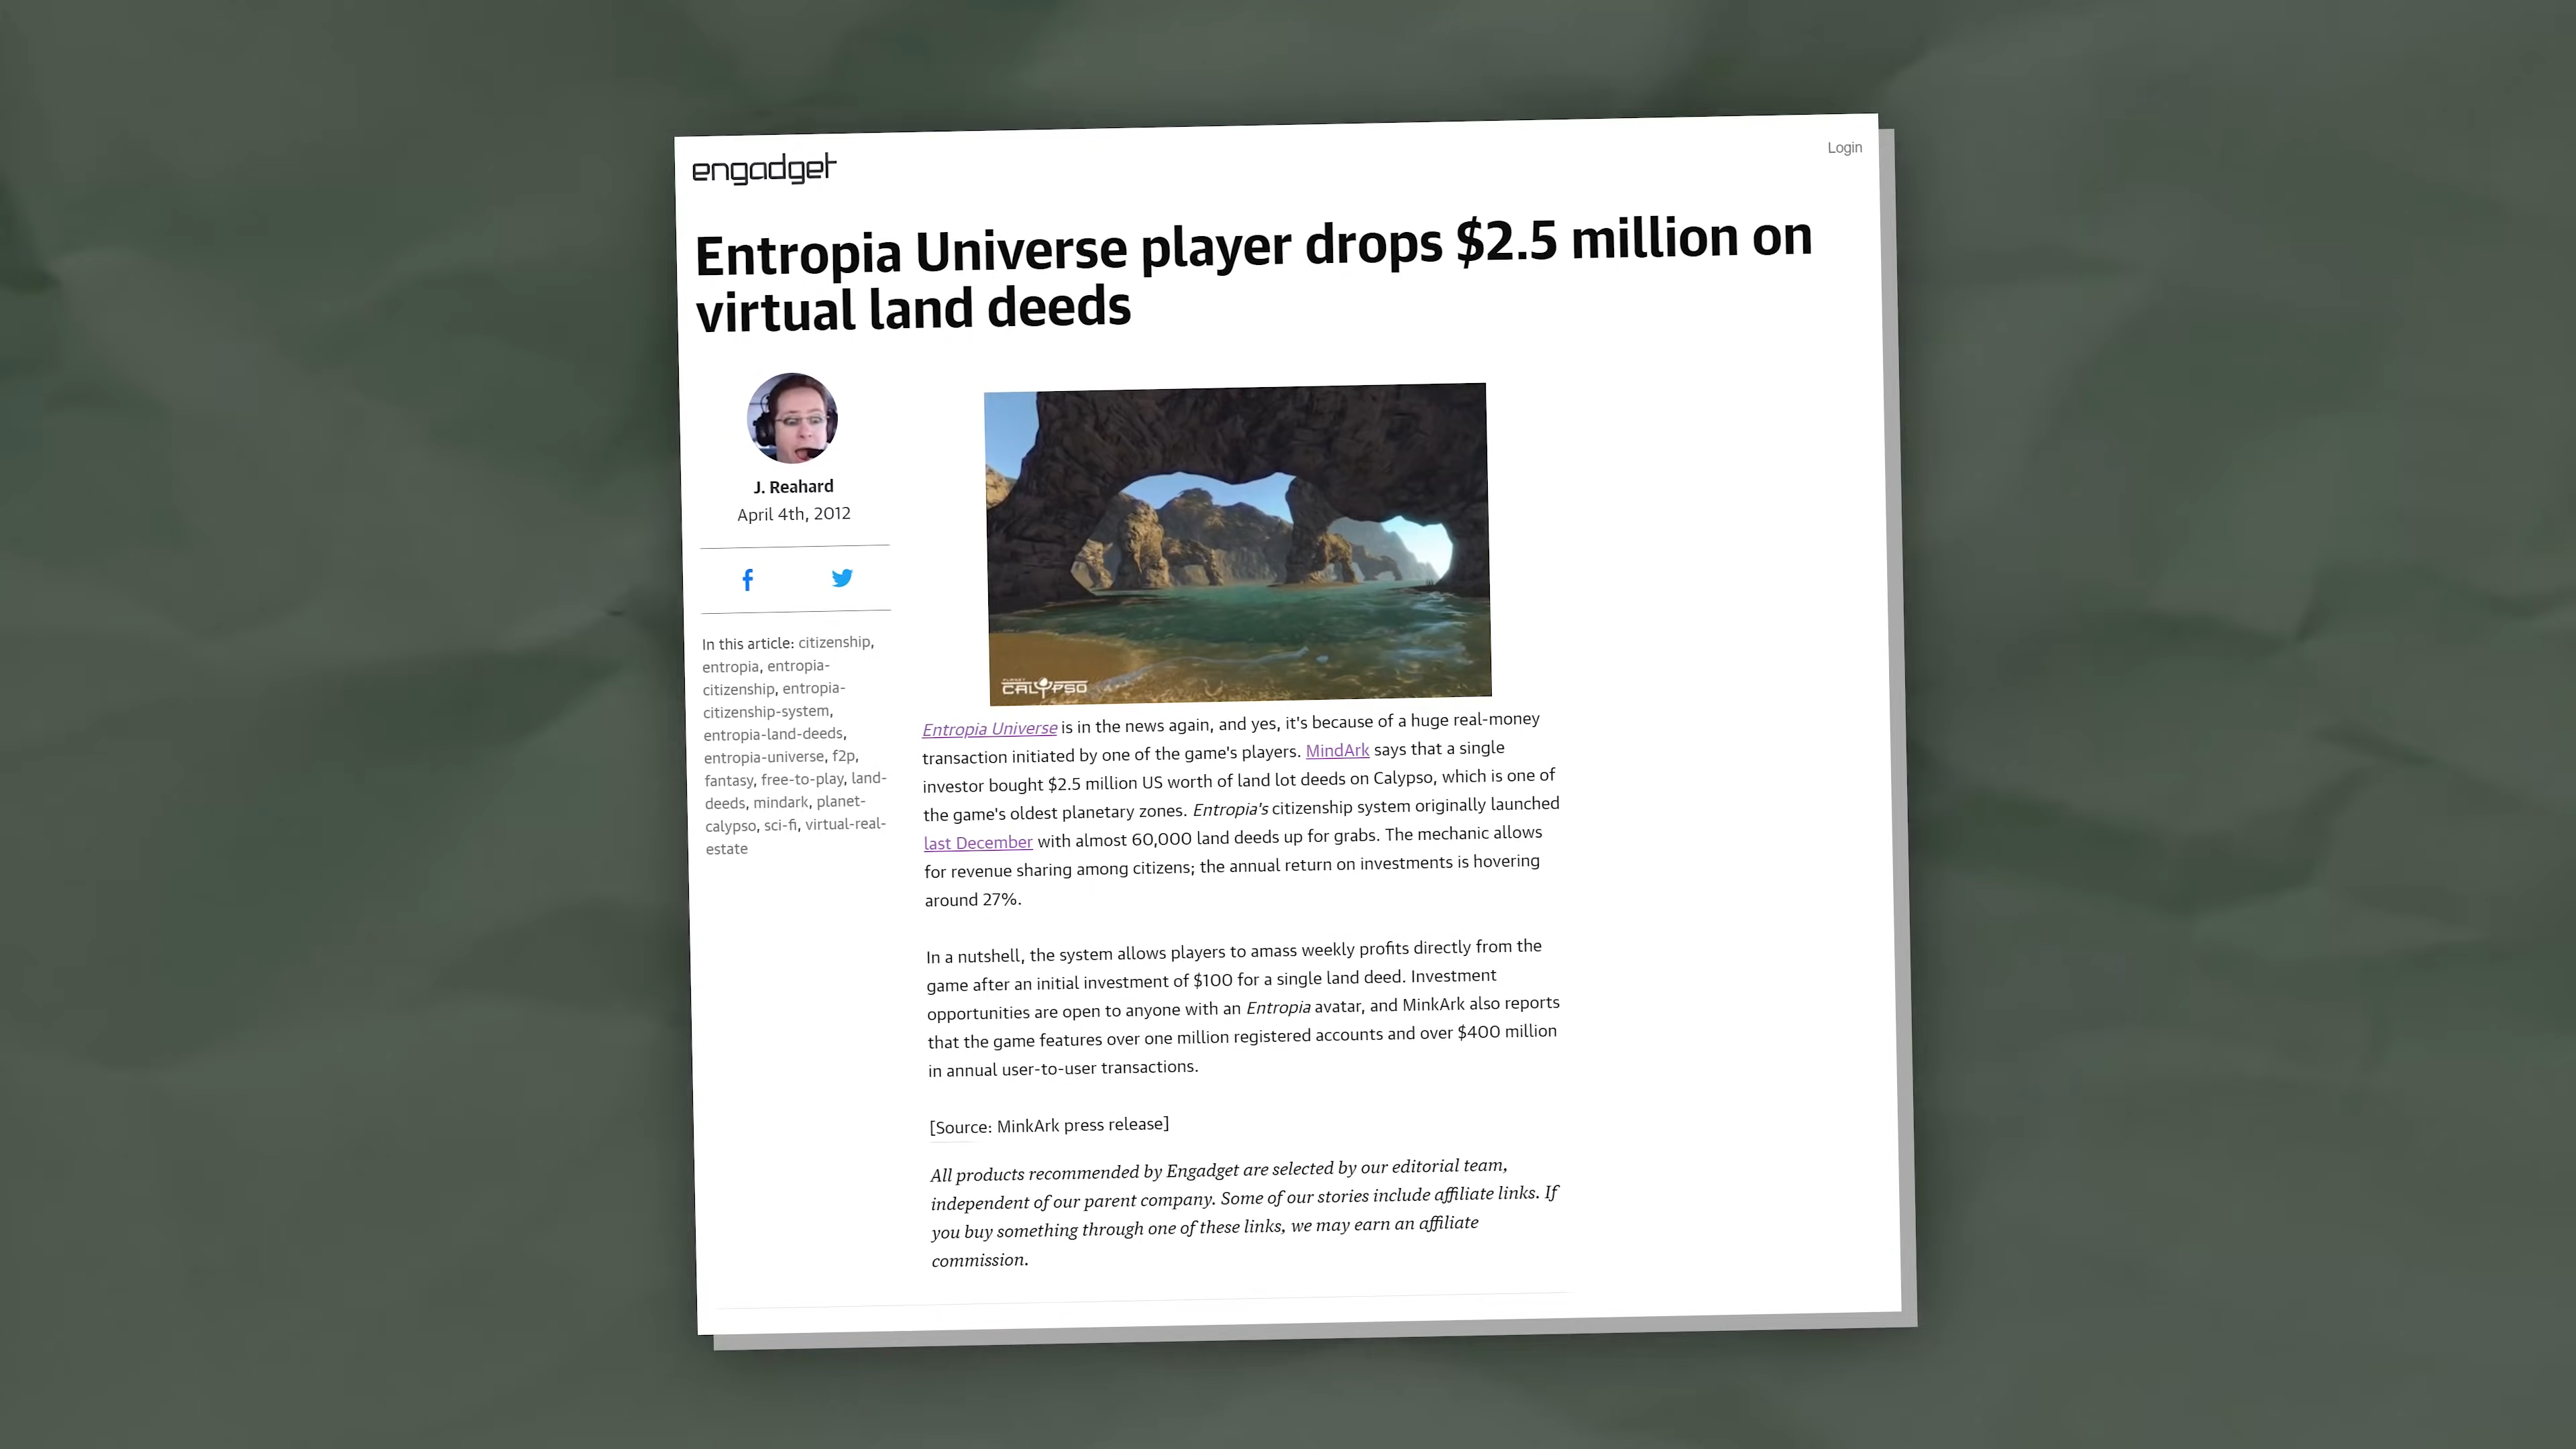 engadget
Login
Entropia Universe player drops $2.5 million on
virtual land deeds
J. Reahard
April 4th, 2012
In this article: citizenship,
entropia, entropia-
citizenship, entropia-
citizenship-system,
entropia-land-deeds,
entropia-universe, f2p,
fantasy, free-to-play, land-
deeds, mindark, planet-
calypso, sci-fi, virtual-real-
estate
PLANET
CALYPSO
Entropia Universe is in the news again, and yes, it's because of a huge real-money
transaction initiated by one of the game's players. MindArk says that a single
investor bought $2.5 million US worth of land lot deeds on Calypso, which is one of
the game's oldest planetary zones. Entropia's citizenship system originally launched
last December with almost 60,000 land deeds up for grabs. The mechanic allows
for revenue sharing among citizens; the annual return on investments is hovering
around 27%.
In a nutshell, the system allows players to amass weekly profits directly from the
game after an initial investment of $100 for a single land deed. Investment
opportunities are open to anyone with an Entropia avatar, and MinkArk also reports
that the game features over one million registered accounts and over $400 million
in annual user-to-user transactions.
[Source: MinkArk press release]
All products recommended by Engadget are selected by our editorial team,
independent of our parent company. Some of our stories include affiliate links. If
you buy something through one of these links, we may earn an affiliate
commission.